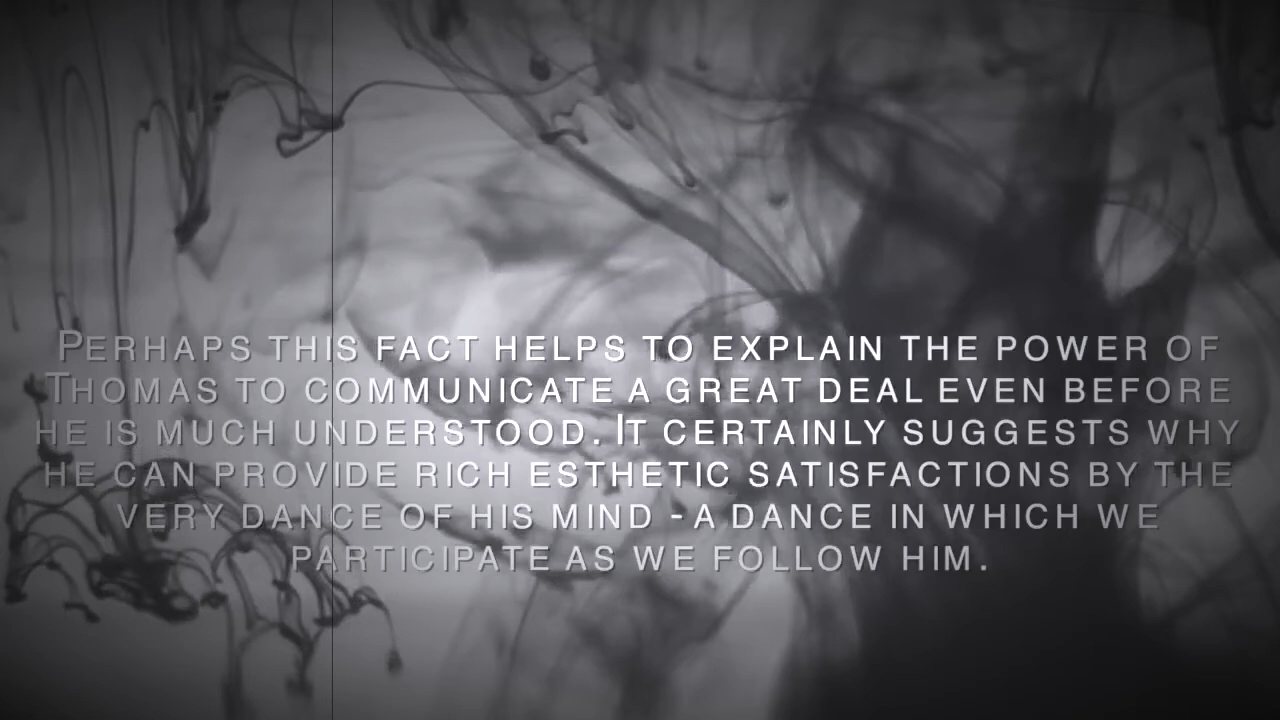 Perhaps this fact helps to explain the power of
Thomas to communicate a great deal even before
he is much understood. It certainly suggests why
he can provide rich esthetic satisfactions by the
very dance of his mind - a dance in which we
participate as we follow him.